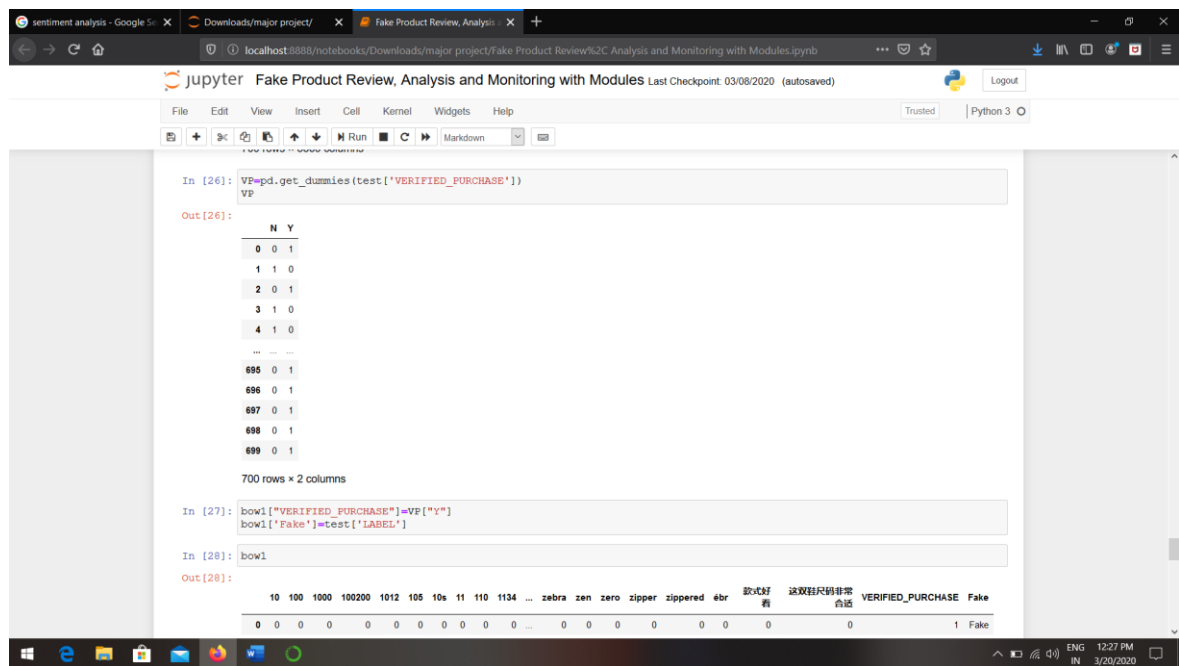 sentiment analysis - Google Se
Downloads/major project/
Fake Product Review, Analysis a
localhost:8888/notebooks/Downloads/major project/Fake Product Review%2C Analysis and Monitoring with Modules.ipynb
jupyter Fake Product Review, Analysis and Monitoring with Modules Last Checkpoint: 03/08/2020 (autosaved)
Logout
File Edit View Insert Cell Kernel Widgets Help
Trusted Python 3
Run Markdown
In [26]: VP=pd.get_dummies(test['VERIFIED_PURCHASE'])
VP
Out[26]:
N Y
0 0 1
1 1 0
2 0 1
3 1 0
4 1 0
... ... ...
695 0 1
696 0 1
697 0 1
698 0 1
699 0 1
700 rows × 2 columns
In [27]: bow1["VERIFIED_PURCHASE"]=VP["Y"]
bow1['Fake']=test['LABEL']
In [28]: bow1
Out[28]:
10 100 1000 100200 1012 105 10s 11 110 1134 ... zebra zen zero zipper zippered ébr 款式好看 这双鞋尺码非常合适 VERIFIED_PURCHASE Fake
0 0 0 0 0 0 0 0 0 0 0 ... 0 0 0 0 0 0 0 0 1 Fake
ENG 12:27 PM
IN 3/20/2020